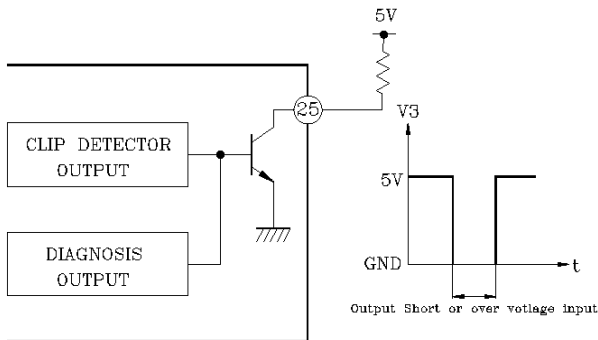 5V
25
V3
CLIP DETECTOR
OUTPUT
5V
DIAGNOSIS
OUTPUT
GND
t
Output Short or over votlage input